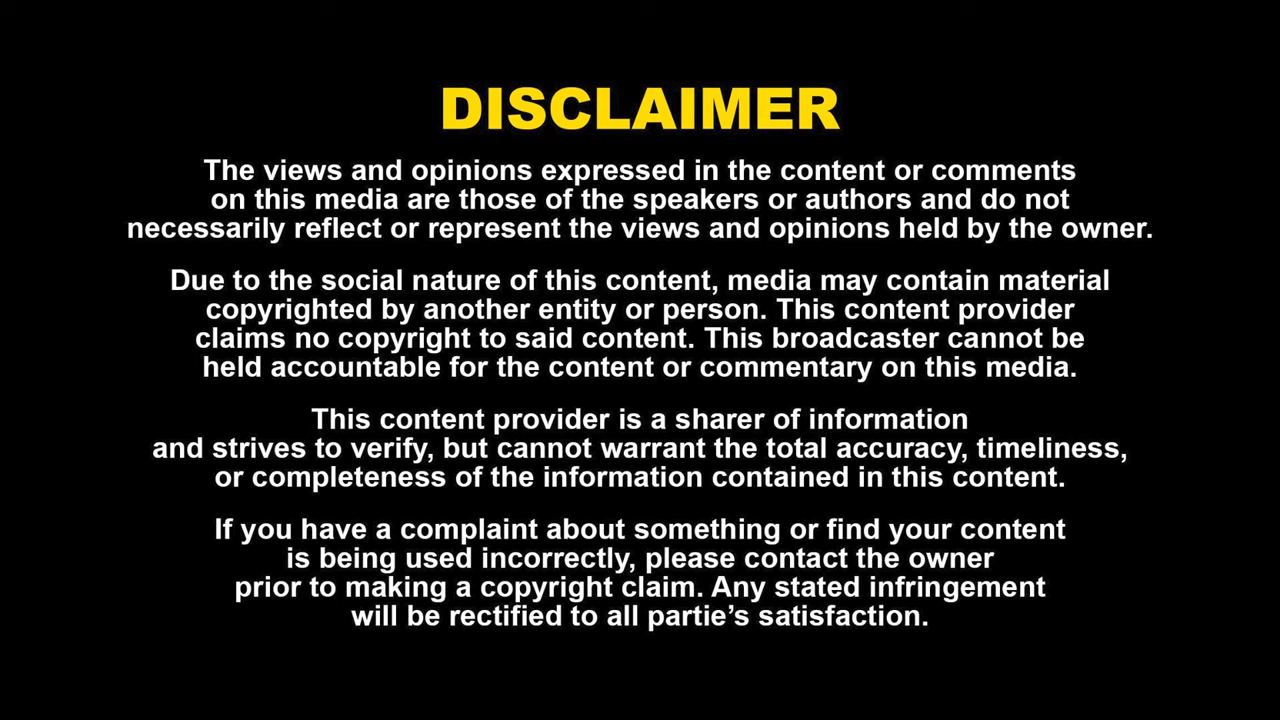 DISCLAIMER
The views and opinions expressed in the content or comments
on this media are those of the speakers or authors and do not
necessarily reflect or represent the views and opinions held by the owner.
Due to the social nature of this content, media may contain material
copyrighted by another entity or person. This content provider
claims no copyright to said content. This broadcaster cannot be
held accountable for the content or commentary on this media.
This content provider is a sharer of information
and strives to verify, but cannot warrant the total accuracy, timeliness,
or completeness of the information contained in this content.
If you have a complaint about something or find your content
is being used incorrectly, please contact the owner
prior to making a copyright claim. Any stated infringement
will be rectified to all partie’s satisfaction.